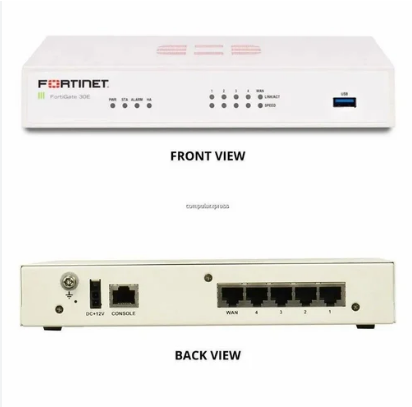 FORTINET
FortiGate 30E
PWR STA ALARM HA
1 2 3 4 WAN
LINK/ACT
SPEED
USB
FRONT VIEW
DC+12V CONSOLE
WAN 4 3 2 1
BACK VIEW